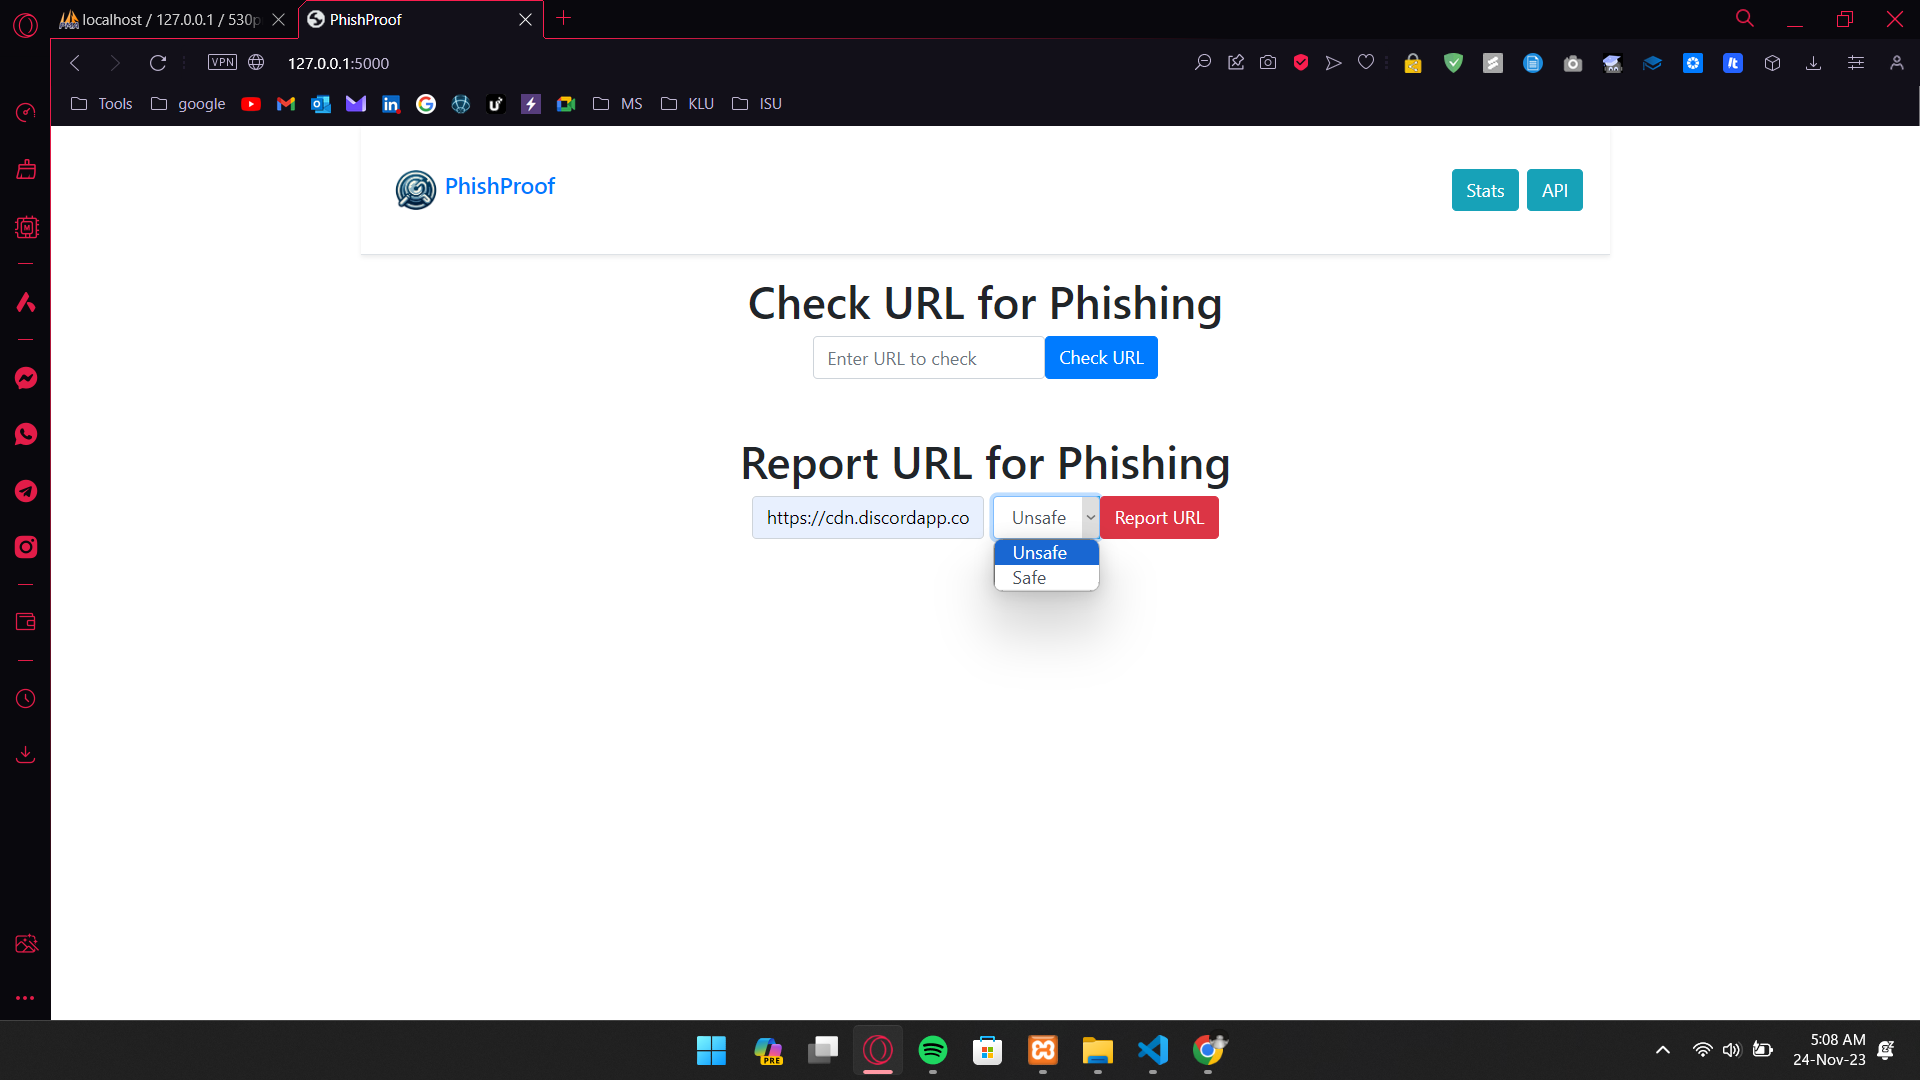 localhost / 127.0.0.1 / 530p
PhishProof
VPN
127.0.0.1:5000
Tools
google
MS
KLU
ISU
PhishProof
Stats
API
Check URL for Phishing
Enter URL to check
Check URL
Report URL for Phishing
https://cdn.discordapp.co
Unsafe
Report URL
Unsafe
Safe
PRE
5:08 AM
24-Nov-23